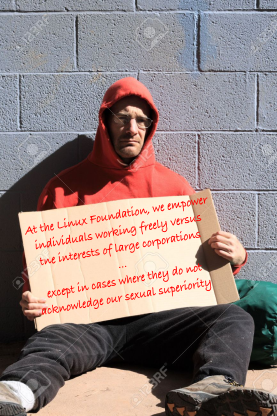 At the Linux Foundation, we empower
individuals working freely versus
the interests of large corporations
...
except in cases where they do not
acknowledge our sexual superiority
123RF